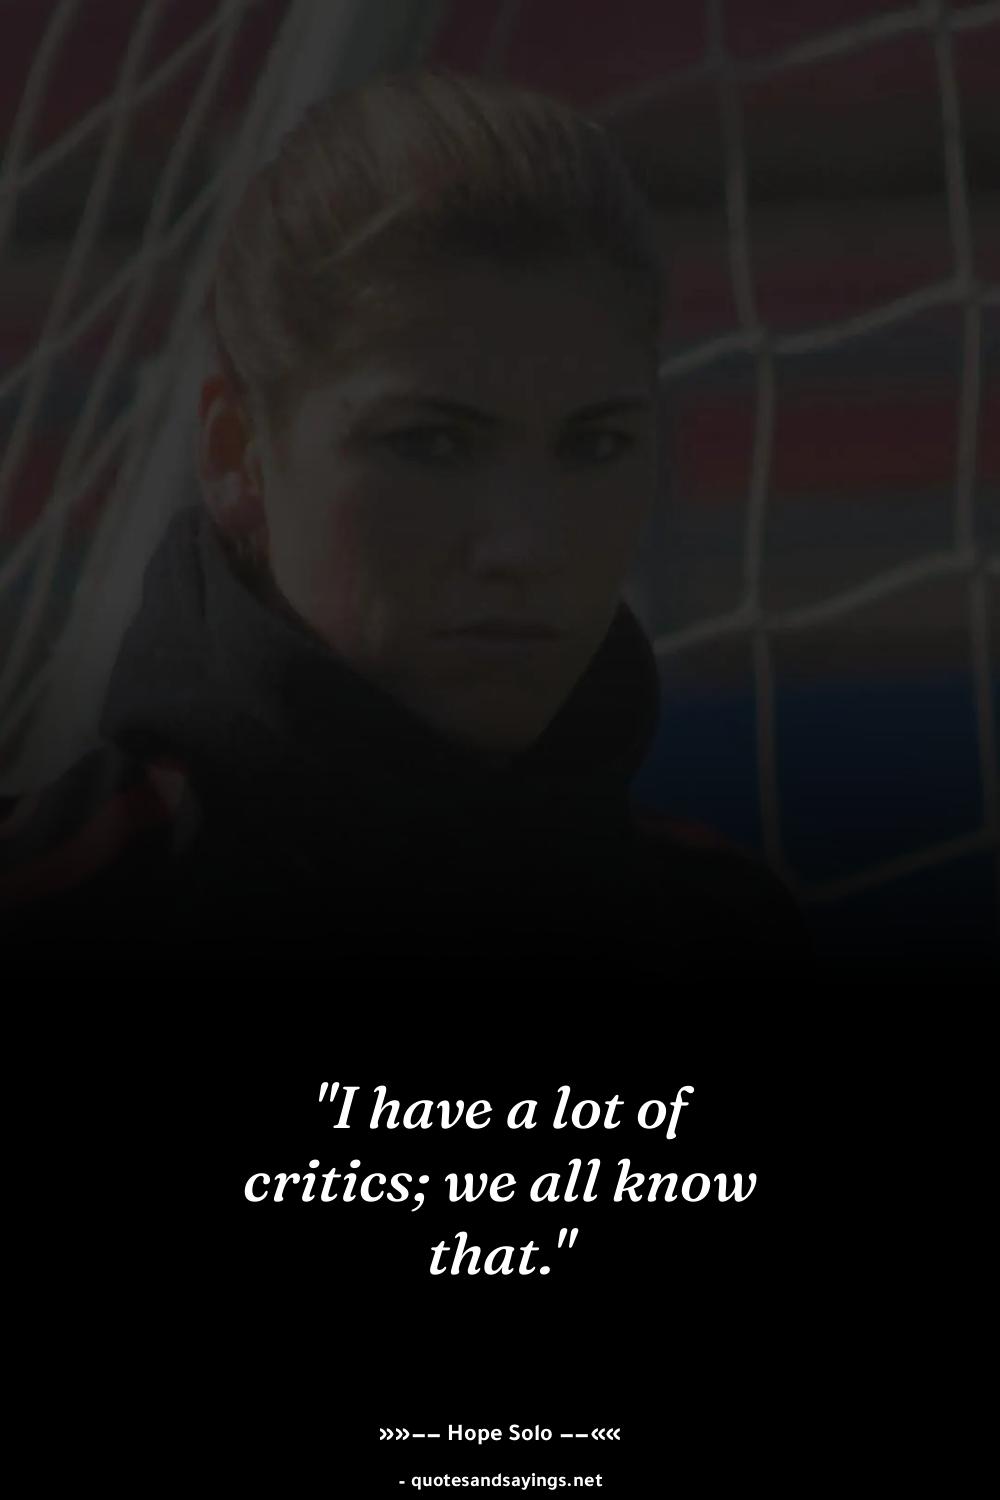 "I have a lot of
critics; we all know
that."
»»–– Hope Solo ––««
- quotesandsayings.net